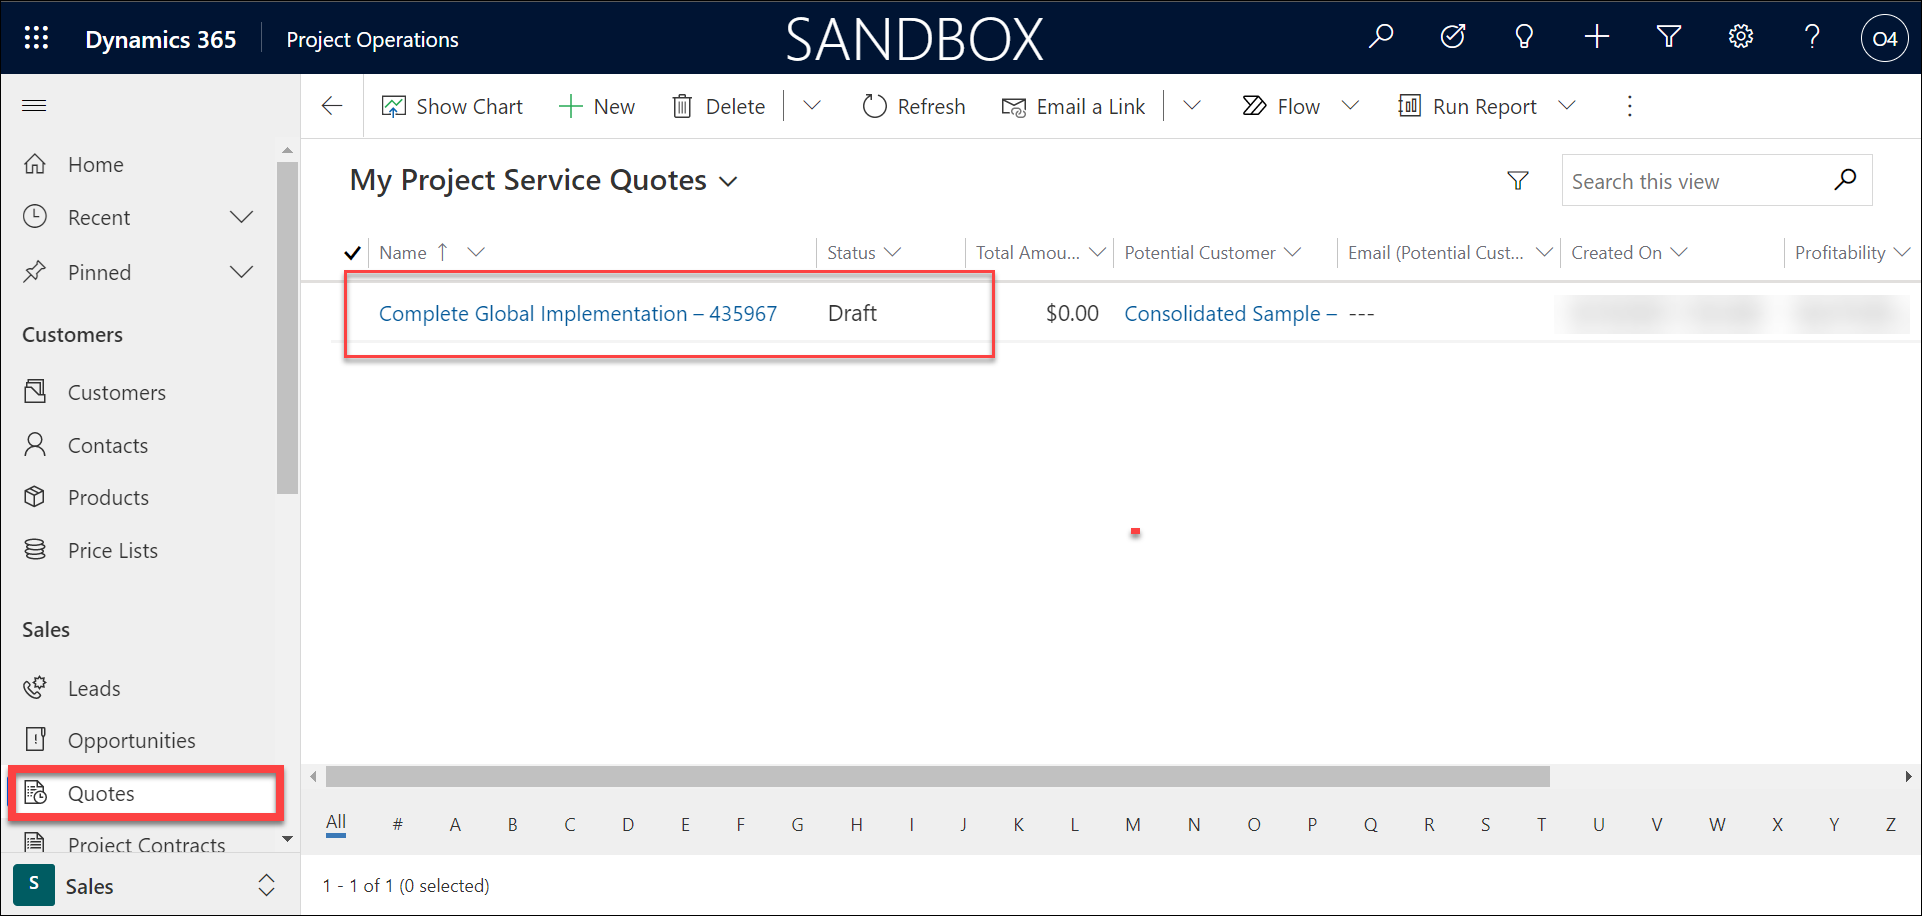 Dynamics 365 Project Operations SANDBOX O4
Show Chart New Delete Refresh Email a Link Flow Run Report
Home
Recent
Pinned
Customers
Customers
Contacts
Products
Price Lists
Sales
Leads
Opportunities
Quotes
Project Contracts
S Sales
My Project Service Quotes Search this view
Name Status Total Amou... Potential Customer Email (Potential Cust... Created On Profitability
Complete Global Implementation – 435967 Draft $0.00 Consolidated Sample – ---
All # A B C D E F G H I J K L M N O P Q R S T U V W X Y Z
1 - 1 of 1 (0 selected)